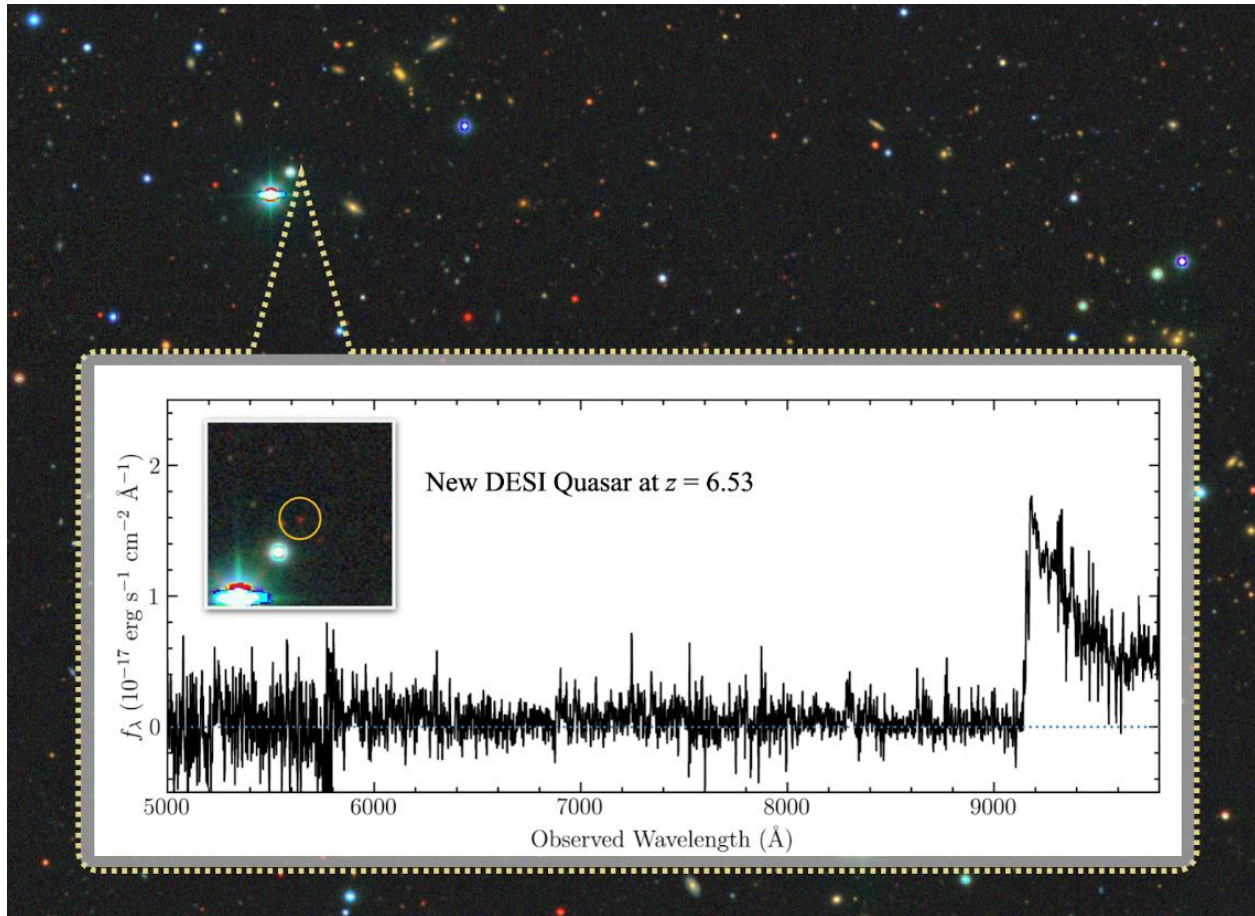 New DESI Quasar at z = 6.53
2
1
0
f_λ (10⁻¹⁷ erg s⁻¹ cm⁻² Å⁻¹)
5000 6000 7000 8000 9000
Observed Wavelength (Å)